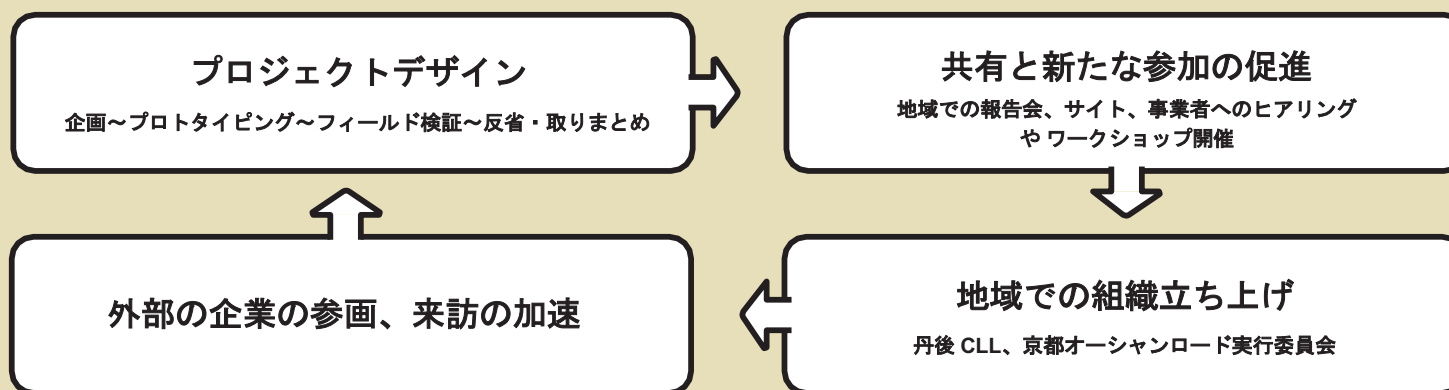 プロジェクトデザイン
企画～プロトタイピング～フィールド検証～反省・取りまとめ
共有と新たな参加の促進
地域での報告会、サイト、事業者へのヒアリング
や ワークショップ開催
地域での組織立ち上げ
丹後 CLL、京都オーシャンロード実行委員会
外部の企業の参画、来訪の加速